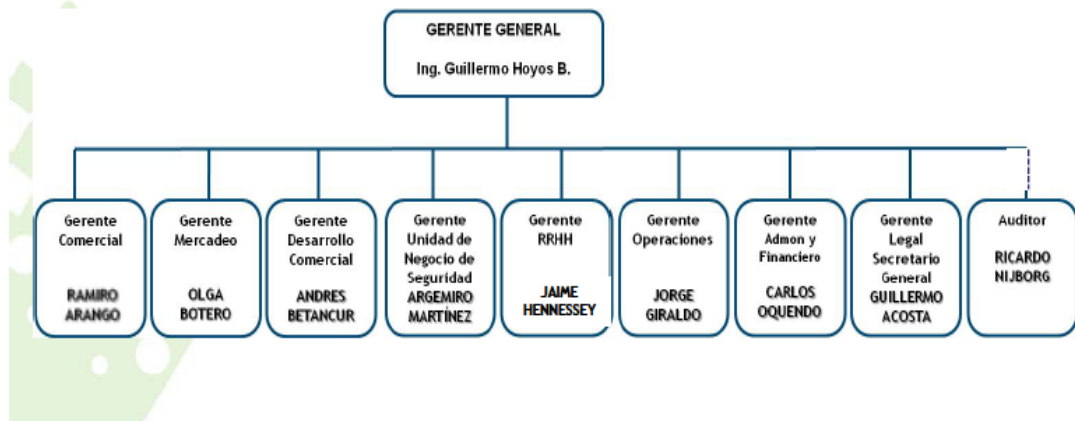 GERENTE GENERAL
Ing. Guillermo Hoyos B.
Gerente
Comercial
RAMIRO
ARANGO
Gerente
Mercadeo
OLGA
BOTERO
Gerente
Desarrollo
Comercial
ANDRES
BETANCUR
Gerente
Unidad de
Negocio de
Seguridad
ARGEMIRO
MARTÍNEZ
Gerente
RRHH
JAIME
HENNESSEY
Gerente
Operaciones
JORGE
GIRALDO
Gerente
Admon y
Financiero
CARLOS
OQUENDO
Gerente
Legal
Secretario
General
GUILLERMO
ACOSTA
Auditor
RICARDO
NIJBORG